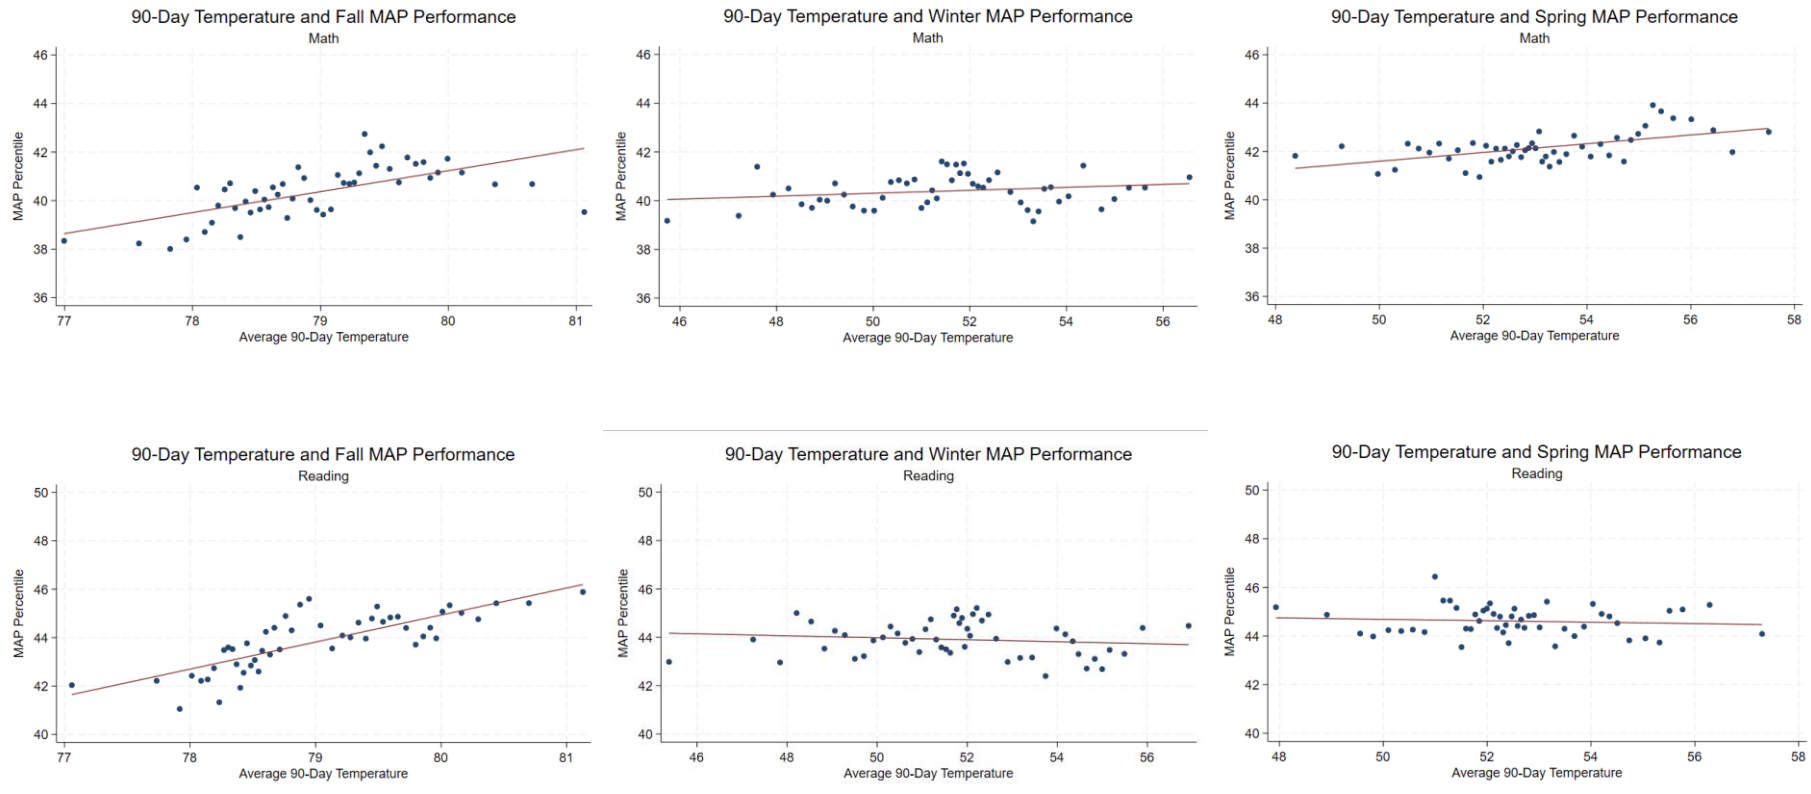 90-Day Temperature and Fall MAP Performance
Math
46
44
42
40
38
36
MAP Percentile
77 78 79 80 81
Average 90-Day Temperature
90-Day Temperature and Winter MAP Performance
Math
46
44
42
40
38
36
MAP Percentile
46 48 50 52 54 56
Average 90-Day Temperature
90-Day Temperature and Spring MAP Performance
Math
46
44
42
40
38
36
MAP Percentile
48 50 52 54 56 58
Average 90-Day Temperature
90-Day Temperature and Fall MAP Performance
Reading
50
48
46
44
42
40
MAP Percentile
77 78 79 80 81
Average 90-Day Temperature
90-Day Temperature and Winter MAP Performance
Reading
50
48
46
44
42
40
MAP Percentile
46 48 50 52 54 56
Average 90-Day Temperature
90-Day Temperature and Spring MAP Performance
Reading
50
48
46
44
42
40
MAP Percentile
48 50 52 54 56 58
Average 90-Day Temperature